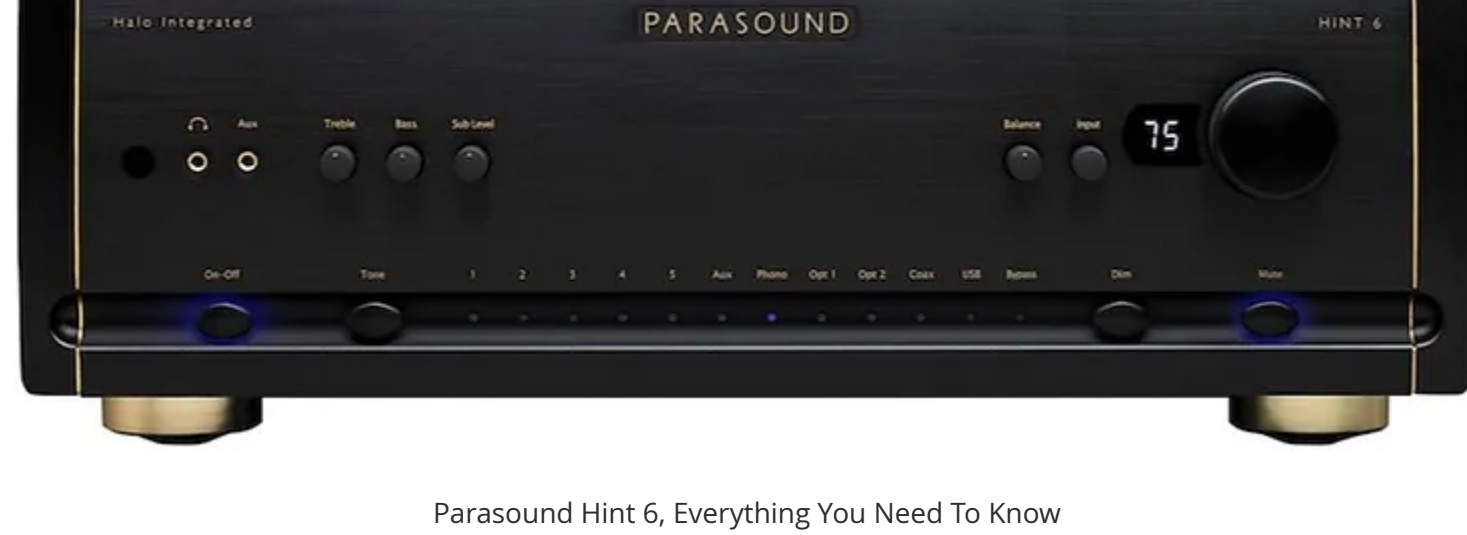 Halo Integrated
PARASOUND
HINT 6
Aux
Treble
Bass
Sub Level
Balance
Input
75
On-Off
Tone
1
2
3
4
5
Aux
Phono
Opt 1
Opt 2
Coax
USB
Bypass
Dim
Mute
Parasound Hint 6, Everything You Need To Know